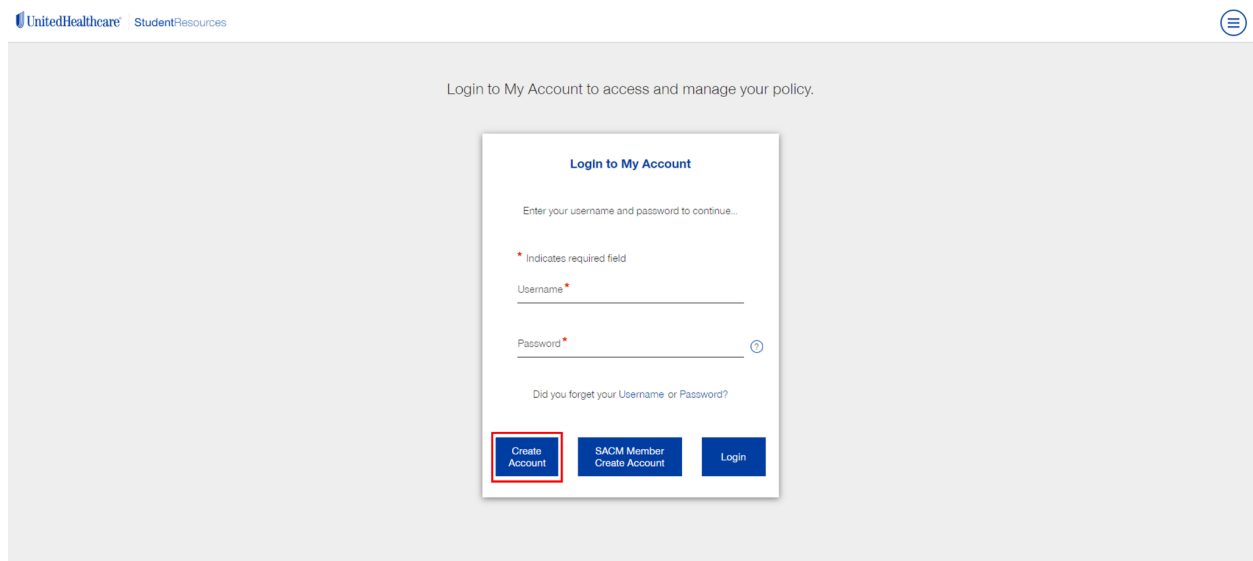 UnitedHealthcare® StudentResources
Login to My Account to access and manage your policy.
Login to My Account
Enter your username and password to continue...
* Indicates required field
Username*
Password*
?
Did you forget your Username or Password?
Create
Account
SACM Member
Create Account
Login